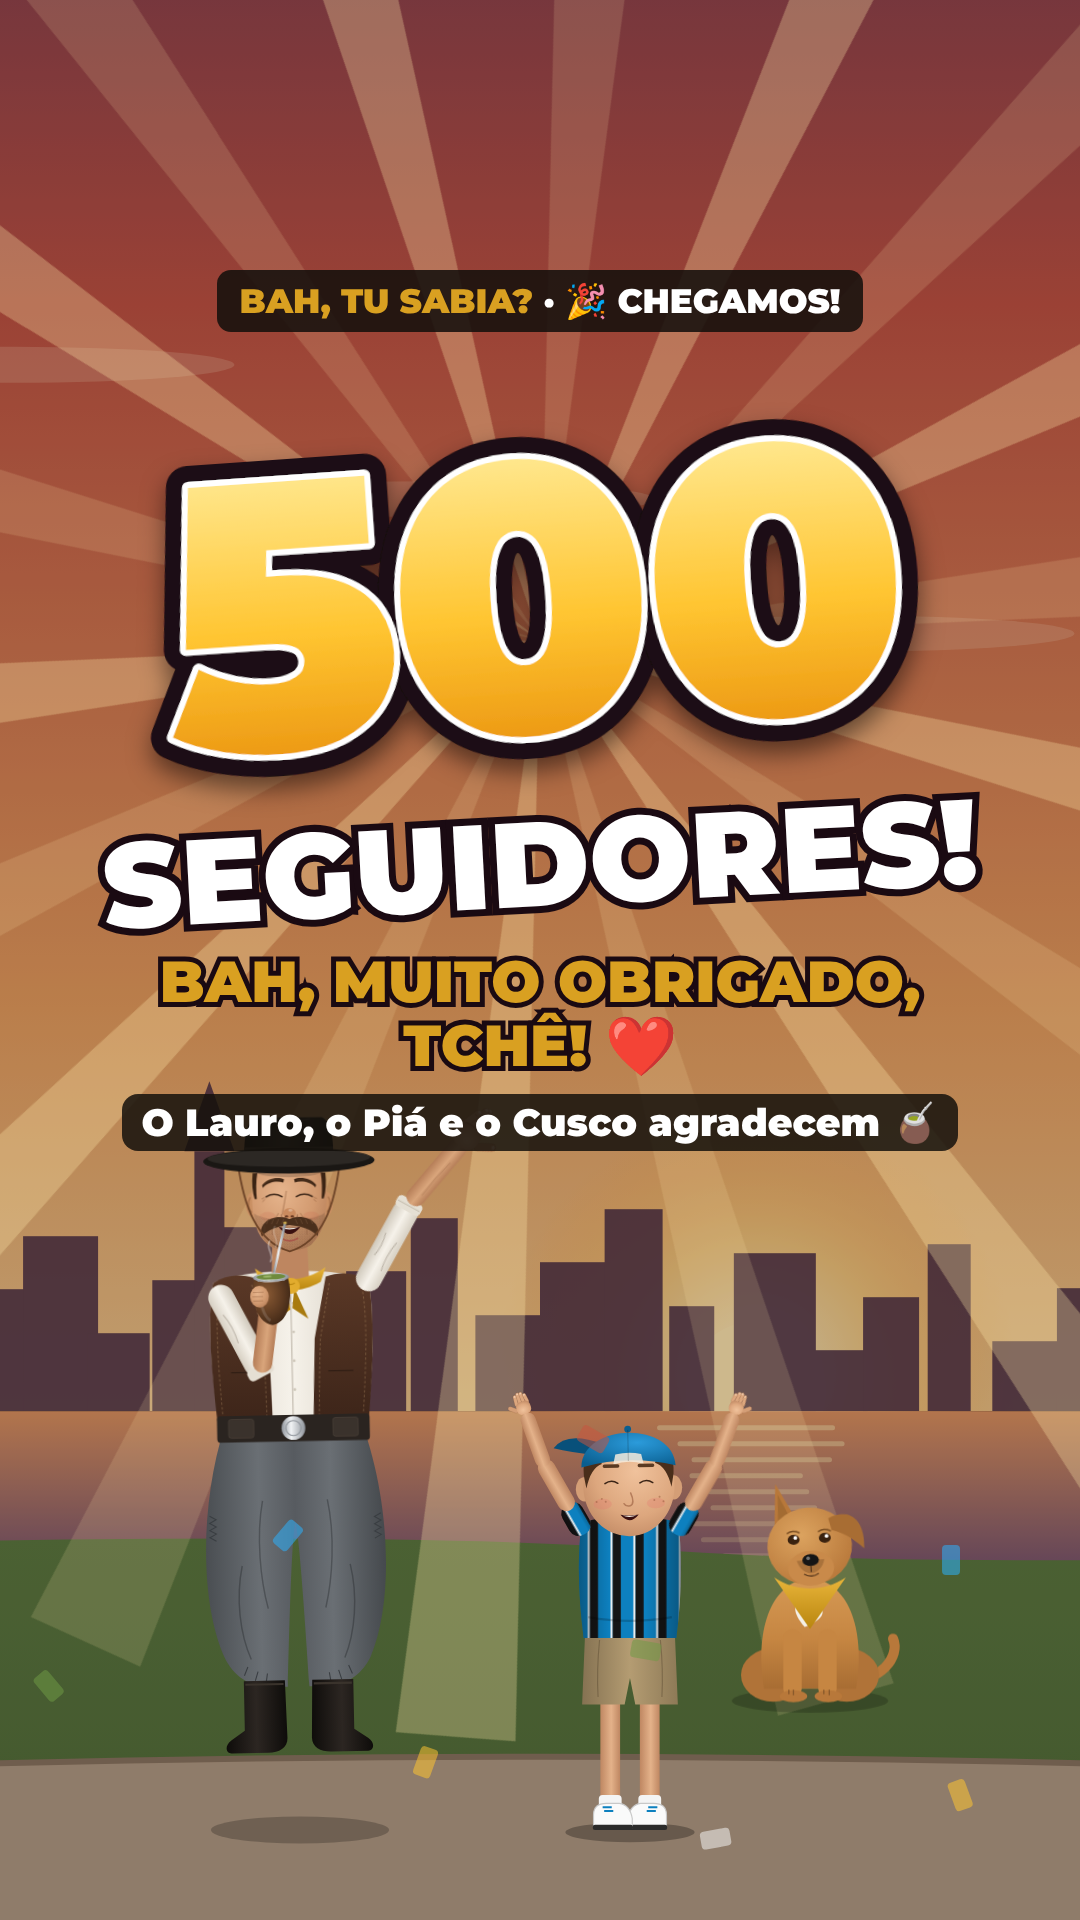 BAH, TU SABIA? • 🎉 CHEGAMOS!
500
SEGUIDORES!
BAH, MUITO OBRIGADO,
TCHÊ! ❤️
O Lauro, o Piá e o Cusco agradecem 🧉